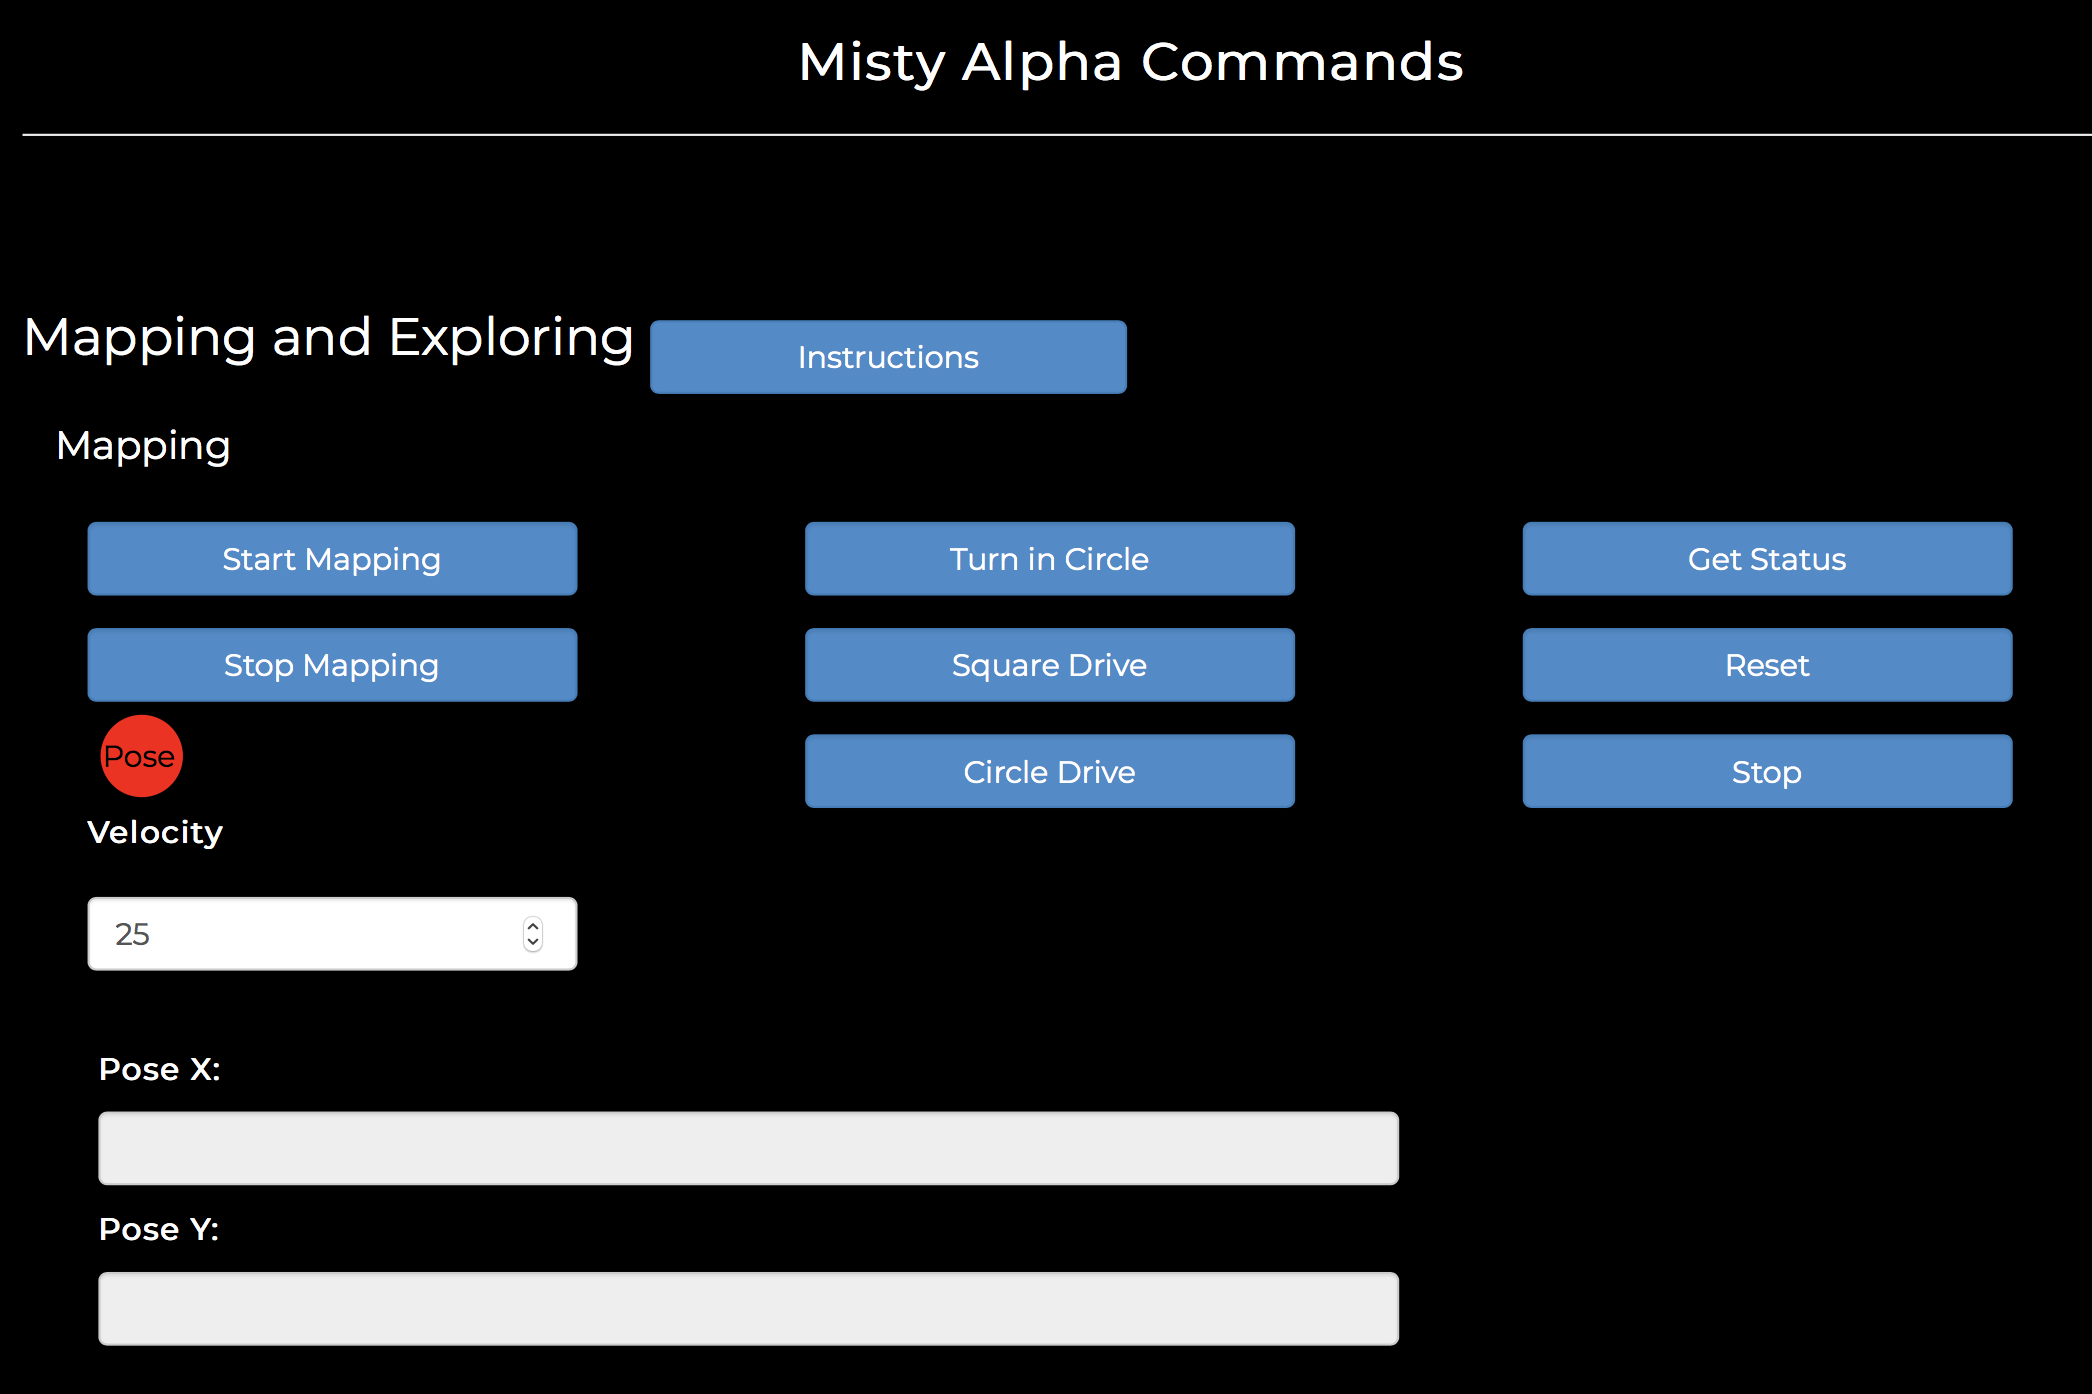 Misty Alpha Commands
Mapping and Exploring
Instructions
Mapping
Start Mapping
Turn in Circle
Get Status
Stop Mapping
Square Drive
Reset
Pose
Circle Drive
Stop
Velocity
25
Pose X:
Pose Y: